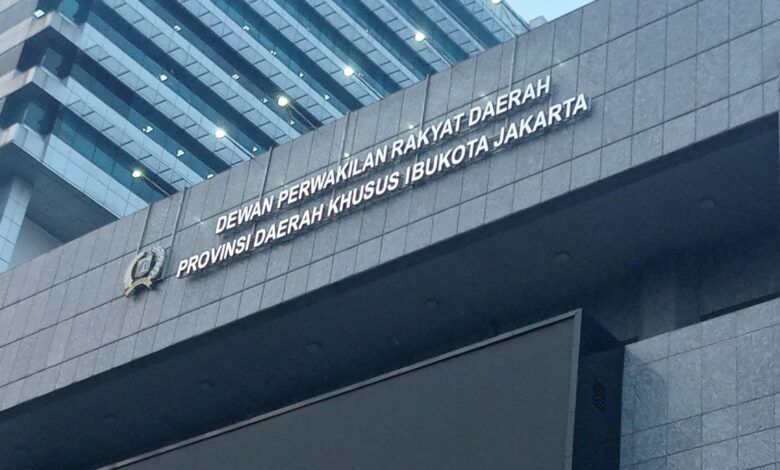 DEWAN PERWAKILAN RAKYAT DAERAH
PROVINSI DAERAH KHUSUS IBUKOTA JAKARTA